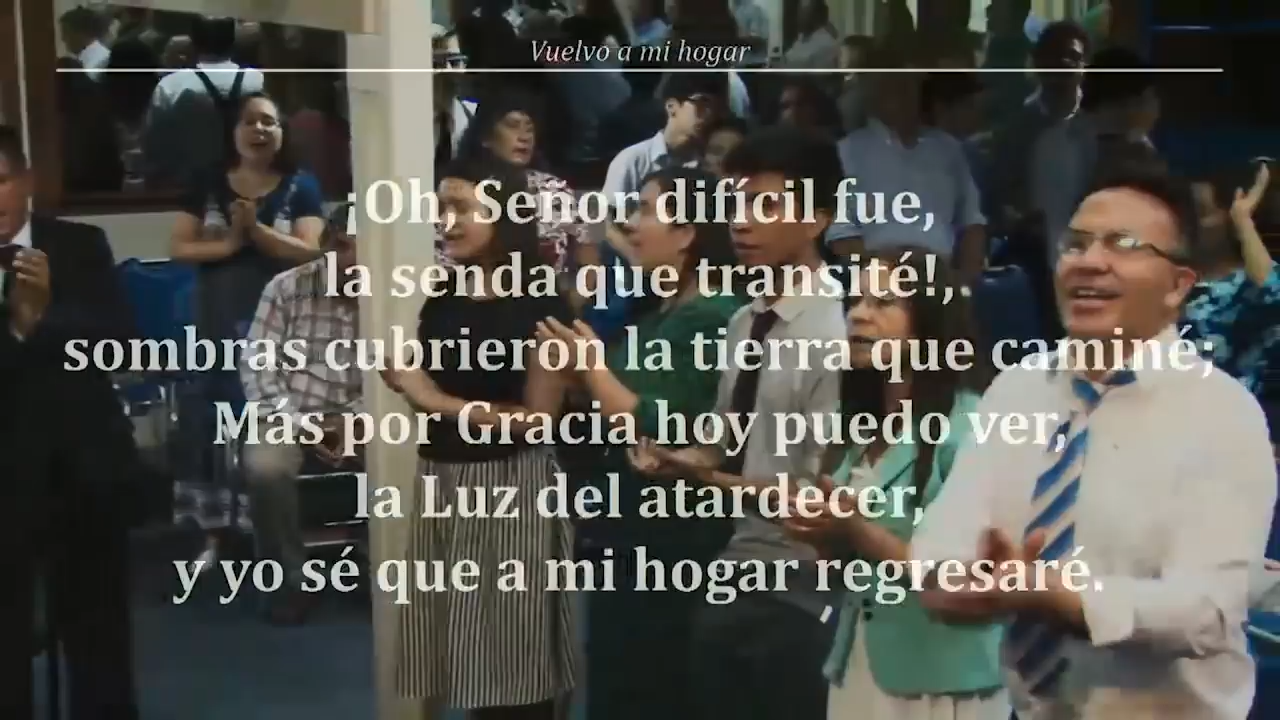 Vuelvo a mi hogar
¡Oh, Señor difícil fue,
la senda que transité!,.
sombras cubrieron la tierra que caminé;
Más por Gracia hoy puedo ver,
la Luz del atardecer,
y yo sé que a mi hogar regresaré.
,